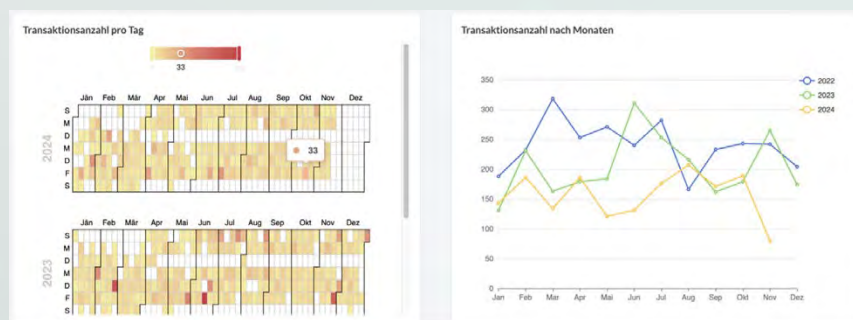 Transaktionsanzahl pro Tag
33
Jän Feb Mär Apr Mai Jun Jul Aug Sep Okt Nov Dez
2024
S
M
D
M
D
F
S
33
Jän Feb Mär Apr Mai Jun Jul Aug Sep Okt Nov Dez
2023
S
M
D
M
D
F
S
Transaktionsanzahl nach Monaten
2022
2023
2024
350
300
250
200
150
100
50
0
Jan Feb Mär Apr Mai Jun Jul Aug Sep Okt Nov Dez